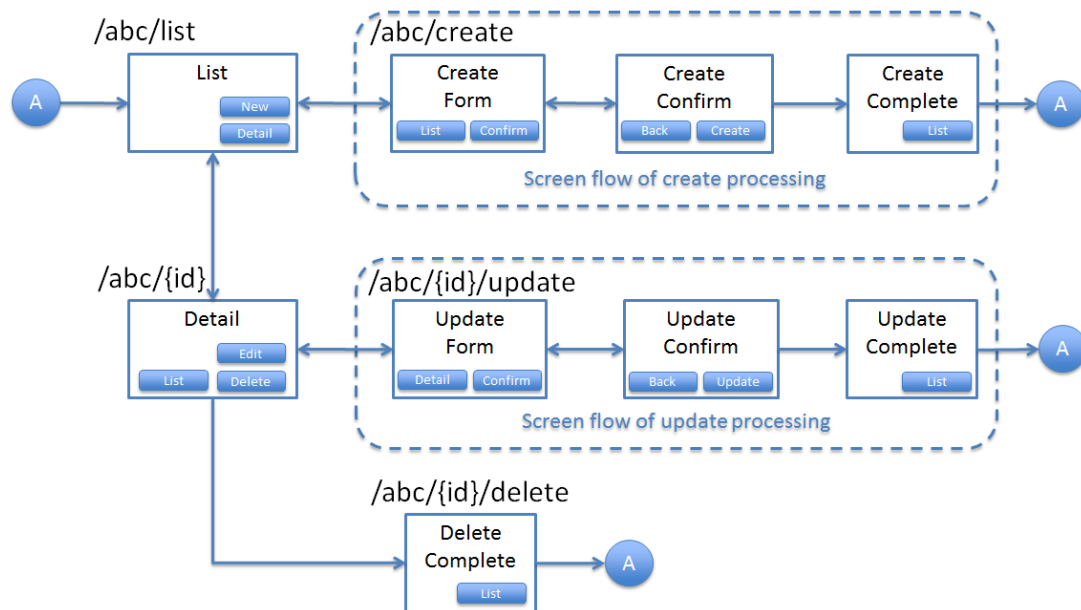 /abc/list
A
List
New
Detail
/abc/create
Create
Form
List Confirm
Create
Confirm
Back Create
Create
Complete
List
A
Screen flow of create processing
/abc/{id}
Detail
Edit
List Delete
/abc/{id}/update
Update
Form
Detail Confirm
Update
Confirm
Back Update
Update
Complete
List
A
Screen flow of update processing
/abc/{id}/delete
Delete
Complete
List
A